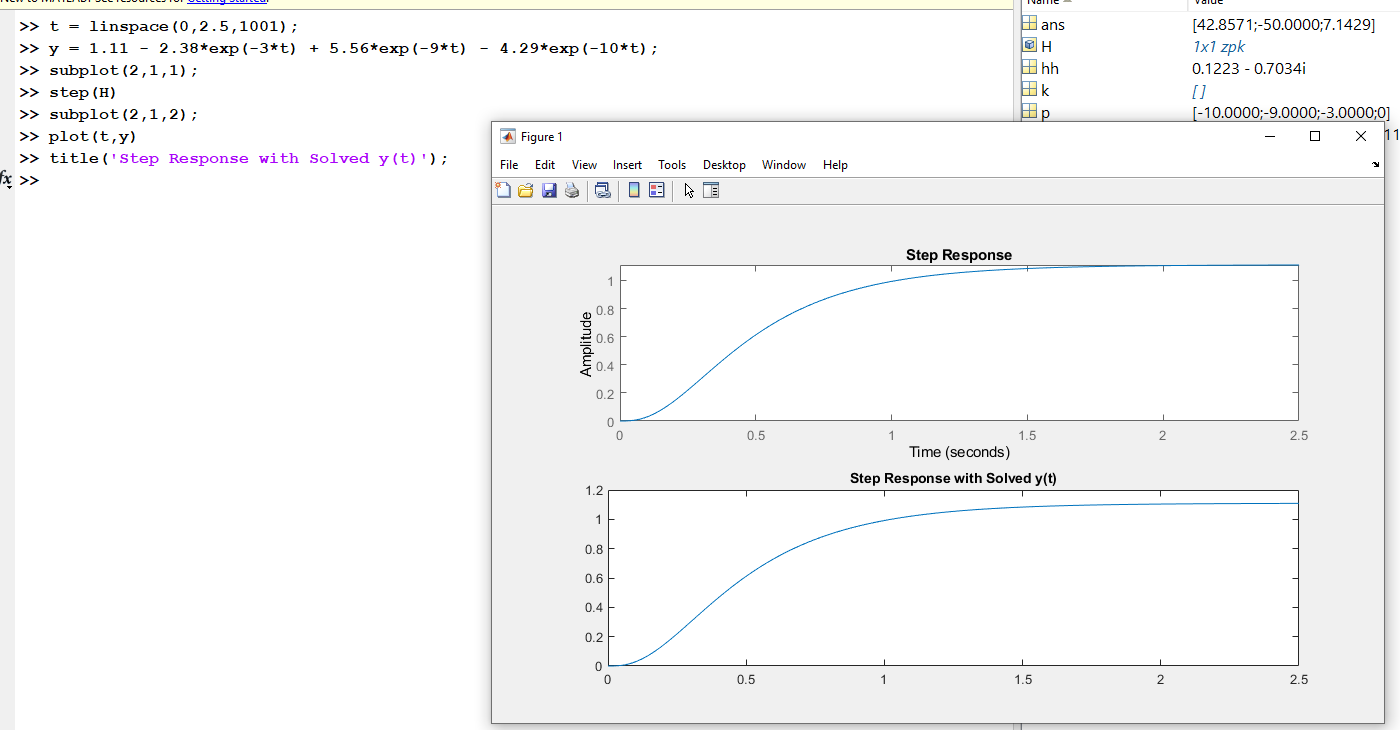 New to MATLAB? See resources for Getting Started.
>> t = linspace(0,2.5,1001);
>> y = 1.11 - 2.38*exp(-3*t) + 5.56*exp(-9*t) - 4.29*exp(-10*t);
>> subplot(2,1,1);
>> step(H)
>> subplot(2,1,2);
>> plot(t,y)
>> title('Step Response with Solved y(t)');
fx >>
Name Value
ans [42.8571;-50.0000;7.1429]
H 1x1 zpk
hh 0.1223 - 0.7034i
k []
p [-10.0000;-9.0000;-3.0000;0]
11
Figure 1
File Edit View Insert Tools Desktop Window Help
Step Response
1
0.8
0.6
0.4
0.2
0
Amplitude
0 0.5 1 1.5 2 2.5
Time (seconds)
Step Response with Solved y(t)
1.2
1
0.8
0.6
0.4
0.2
0
0 0.5 1 1.5 2 2.5